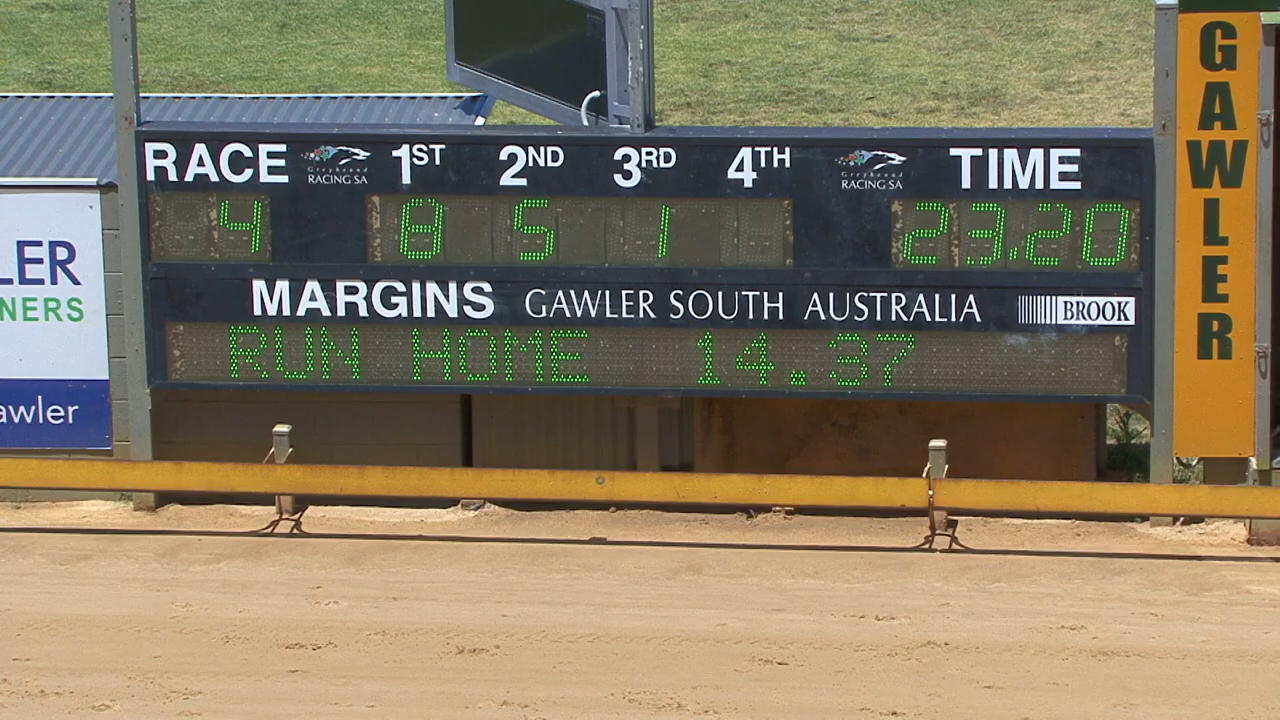 RACE Greyhound RACING SA 1ST 2ND 3RD 4TH Greyhound RACING SA TIME
4 8 5 1 23.20
MARGINS GAWLER SOUTH AUSTRALIA BROOK
RUN HOME 14.37
GAWLER
LER
NERS
awler